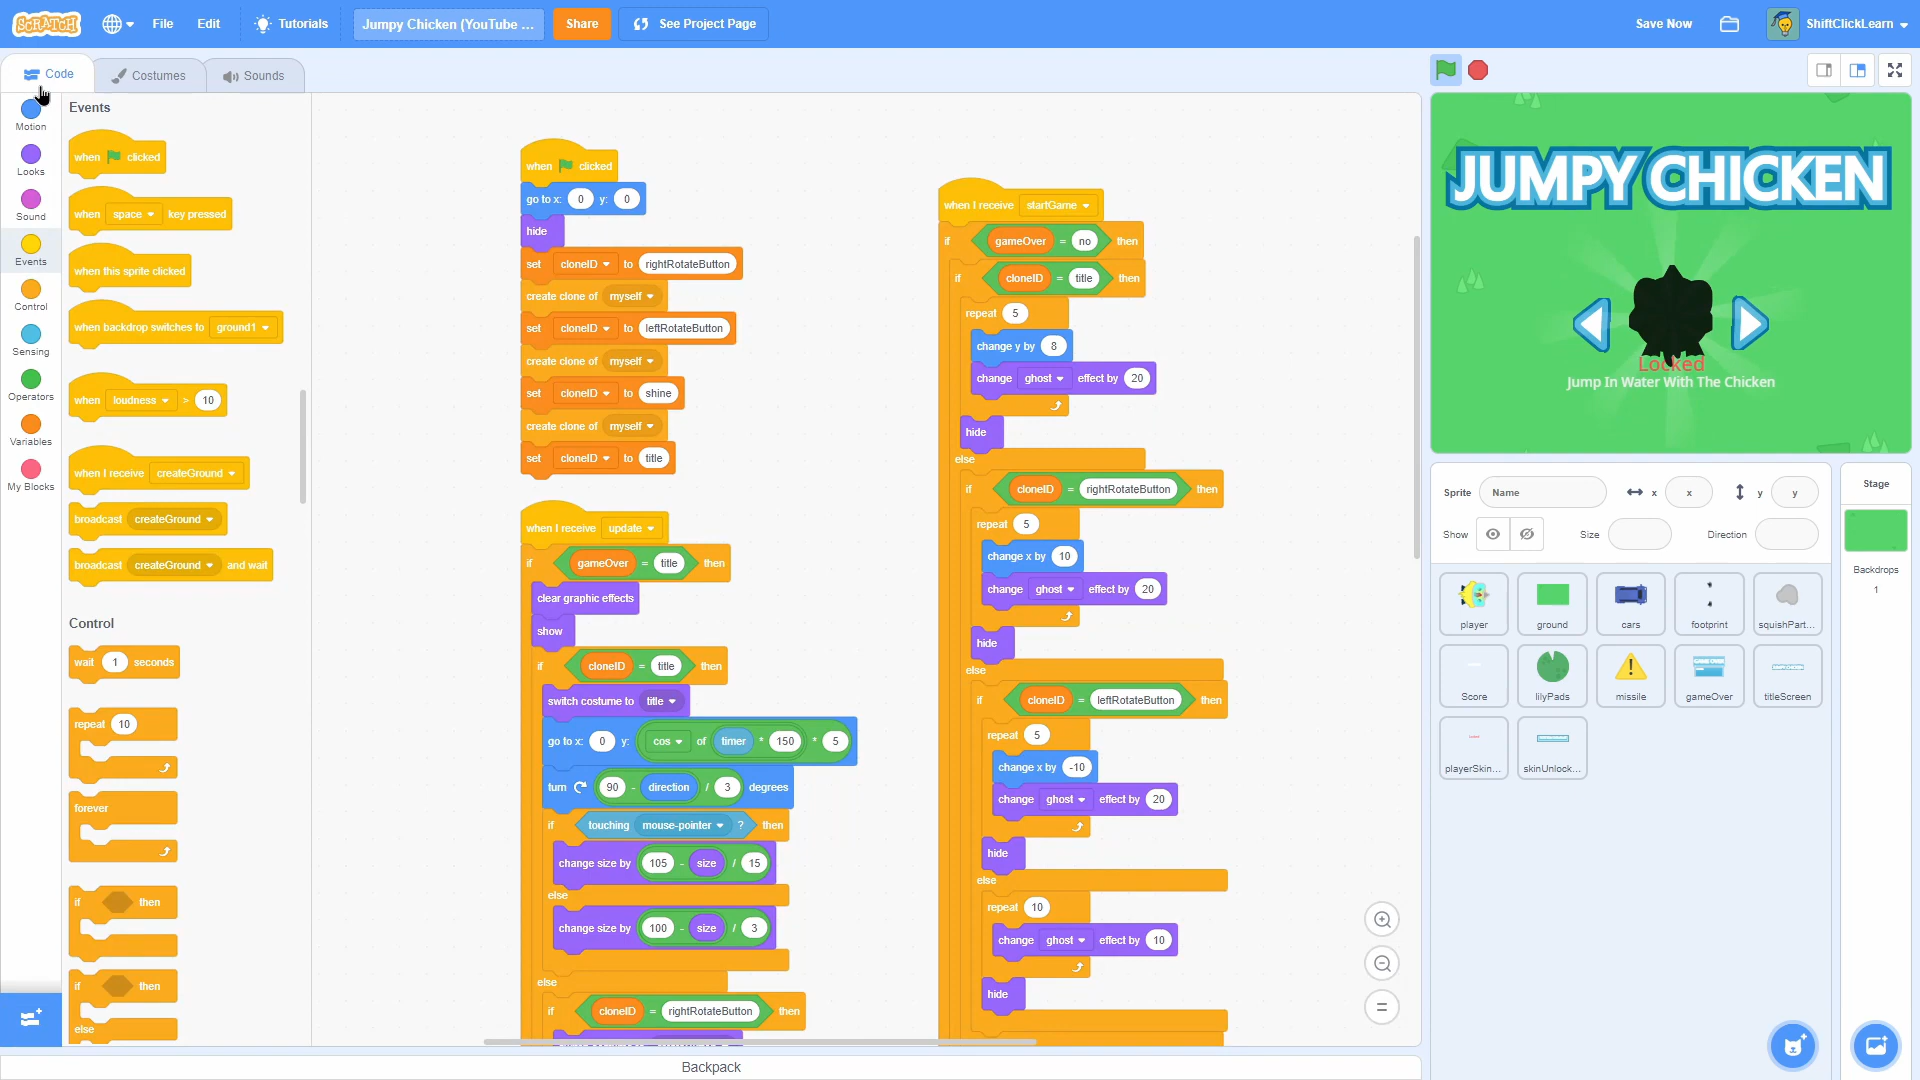 SCRATCH File Edit Tutorials Jumpy Chicken (YouTube ... Share See Project Page Save Now ShiftClickLearn
Code Costumes Sounds
Motion
Looks
Sound
Events
Control
Sensing
Operators
Variables
My Blocks
Events
when clicked
when space key pressed
when this sprite clicked
when backdrop switches to ground1
when loudness > 10
when I receive createGround
broadcast createGround
broadcast createGround and wait
Control
wait 1 seconds
repeat 10
forever
if then
if then
else
when clicked
go to x: 0 y: 0
hide
set cloneID to rightRotateButton
create clone of myself
set cloneID to leftRotateButton
create clone of myself
set cloneID to shine
create clone of myself
set cloneID to title
when I receive update
if gameOver = title then
clear graphic effects
show
if cloneID = title then
switch costume to title
go to x: 0 y: cos of timer * 150 * 5
turn 90 - direction / 3 degrees
if touching mouse-pointer ? then
change size by 105 - size / 15
else
change size by 100 - size / 3
else
if cloneID = rightRotateButton then
when I receive startGame
if gameOver = no then
if cloneID = title then
repeat 5
change y by 8
change ghost effect by 20
hide
else
if cloneID = rightRotateButton then
repeat 5
change x by 10
change ghost effect by 20
hide
else
if cloneID = leftRotateButton then
repeat 5
change x by -10
change ghost effect by 20
hide
else
repeat 10
change ghost effect by 10
hide
Backpack
JUMPY CHICKEN
Locked
Jump In Water With The Chicken
Sprite Name x x y y
Show Size Direction
player ground cars footprint squishPart...
Score lilyPads missile gameOver titleScreen
playerSkin... skinUnlock...
Stage
Backdrops
1